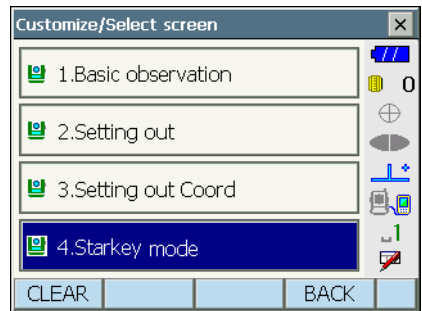 Customize/Select screen
1.Basic observation
0
2.Setting out
3.Setting out Coord
4.Starkey mode
1
CLEAR
BACK